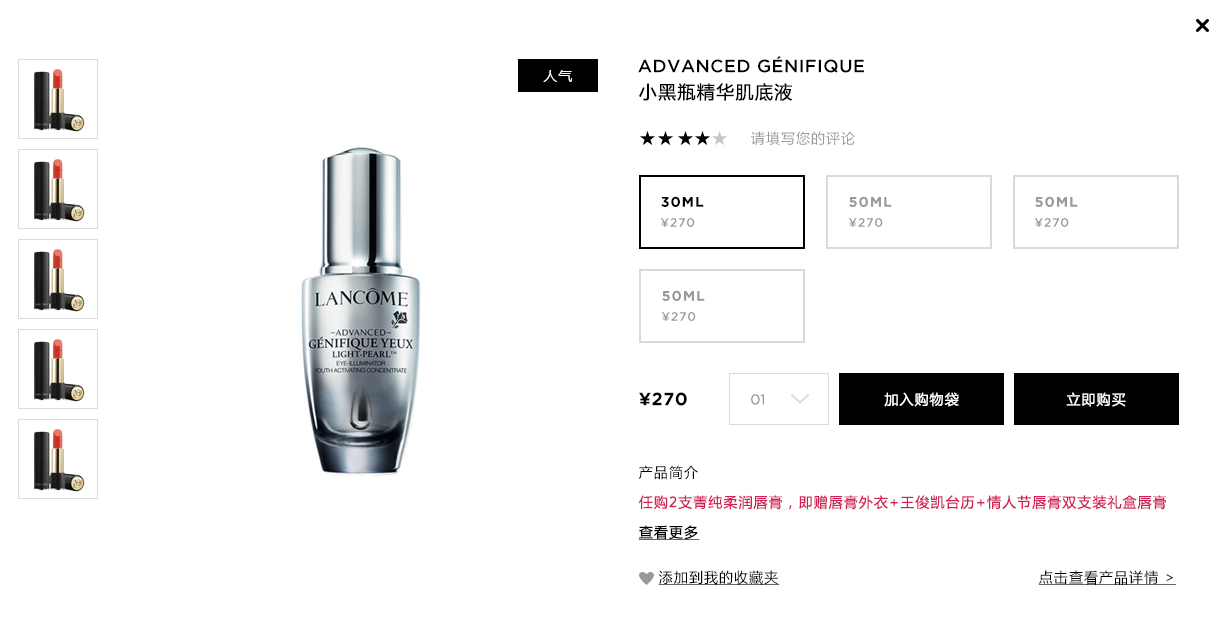 人气
LANCÔME
–ADVANCED–
GÉNIFIQUE YEUX
LIGHT-PEARL™
EYE-ILLUMINATOR
YOUTH ACTIVATING CONCENTRATE
ADVANCED GÉNIFIQUE
小黑瓶精华肌底液
请填写您的评论
30ML
¥270
50ML
¥270
50ML
¥270
50ML
¥270
¥270
01
加入购物袋
立即购买
产品简介
任购2支菁纯柔润唇膏，即赠唇膏外衣+王俊凯台历+情人节唇膏双支装礼盒唇膏
查看更多
添加到我的收藏夹
点击查看产品详情 >